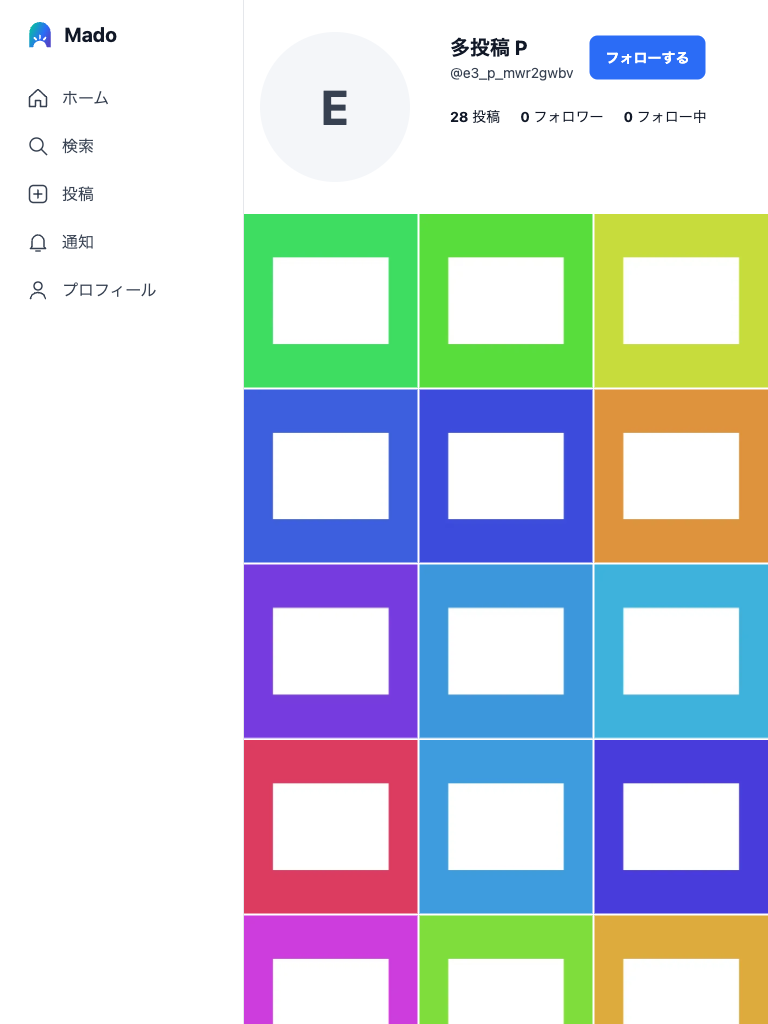 Mado
ホーム
検索
投稿
通知
プロフィール
E
多投稿 P
@e3_p_mwr2gwbv
フォローする
28 投稿 0 フォロワー 0 フォロー中